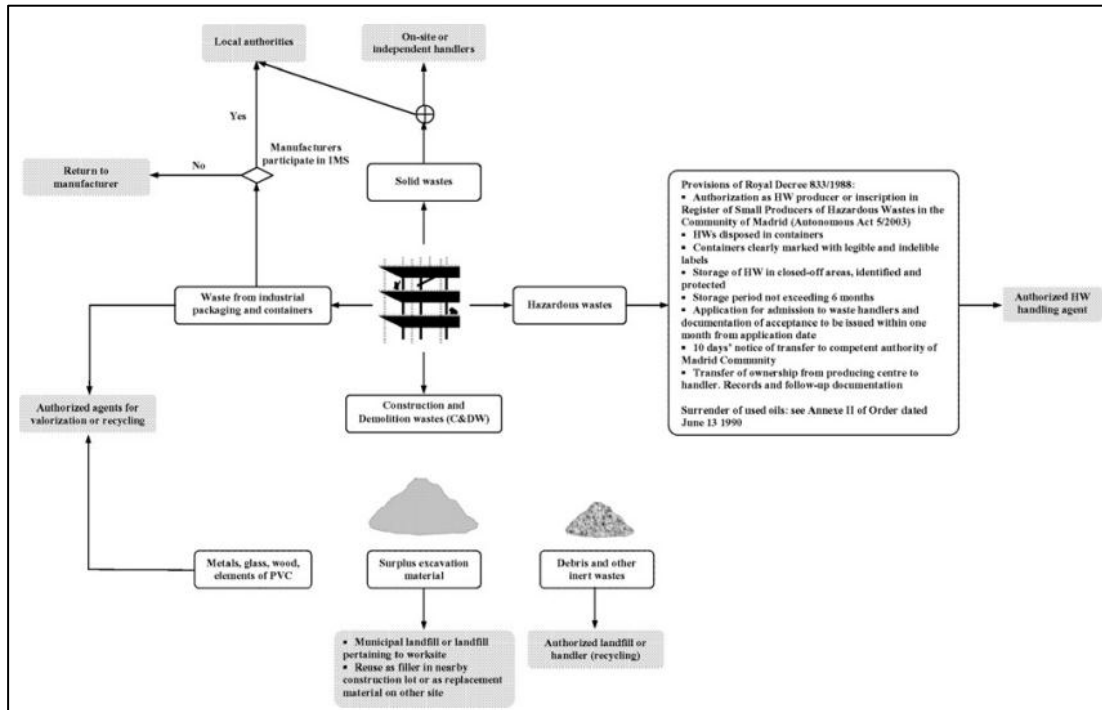 Local authorities
On-site or
independent handlers
Yes
Manufacturers
participate in IMS
No
Return to
manufacturer
Solid wastes
Provisions of Royal Decree 833/1988:
▪ Authorization as HW producer or inscription in
Register of Small Producers of Hazardous Wastes in the
Community of Madrid (Autonomous Act 5/2003)
▪ HWs disposed in containers
▪ Containers clearly marked with legible and indelible
labels
▪ Storage of HW in closed-off areas, identified and
protected
▪ Storage period not exceeding 6 months
▪ Application for admission to waste handlers and
documentation of acceptance to be issued within one
month from application date
▪ 10 days' notice of transfer to competent authority of
Madrid Community
▪ Transfer of ownership from producing centre to
handler. Records and follow-up documentation
Surrender of used oils: see Annexe II of Order dated
June 13 1990
Waste from industrial
packaging and containers
Hazardous wastes
Authorized HW
handling agent
Authorized agents for
valorization or recycling
Construction and
Demolition wastes (C&DW)
Metals, glass, wood,
elements of PVC
Surplus excavation
material
Debris and other
inert wastes
▪ Municipal landfill or landfill
pertaining to worksite
▪ Reuse as filler in nearby
construction lot or as replacement
material on other site
Authorized landfill or
handler (recycling)